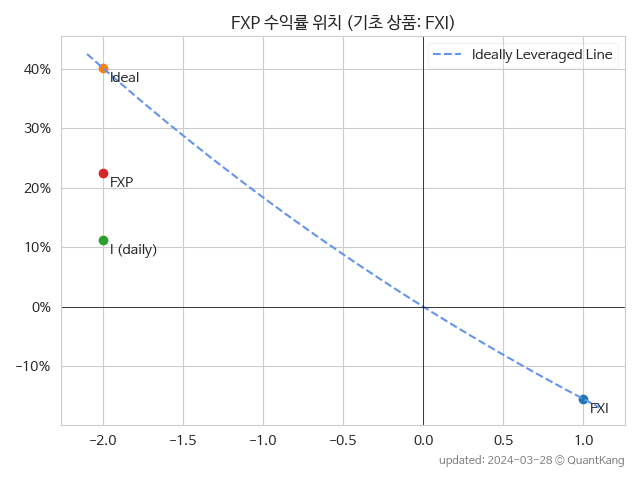 FXP 수익률 위치 (기초 상품: FXI)
Ideally Leveraged Line
40%
30%
20%
10%
0%
−10%
Ideal
FXP
I (daily)
FXI
−2.0 −1.5 −1.0 −0.5 0.0 0.5 1.0
updated: 2024-03-28 © QuantKang